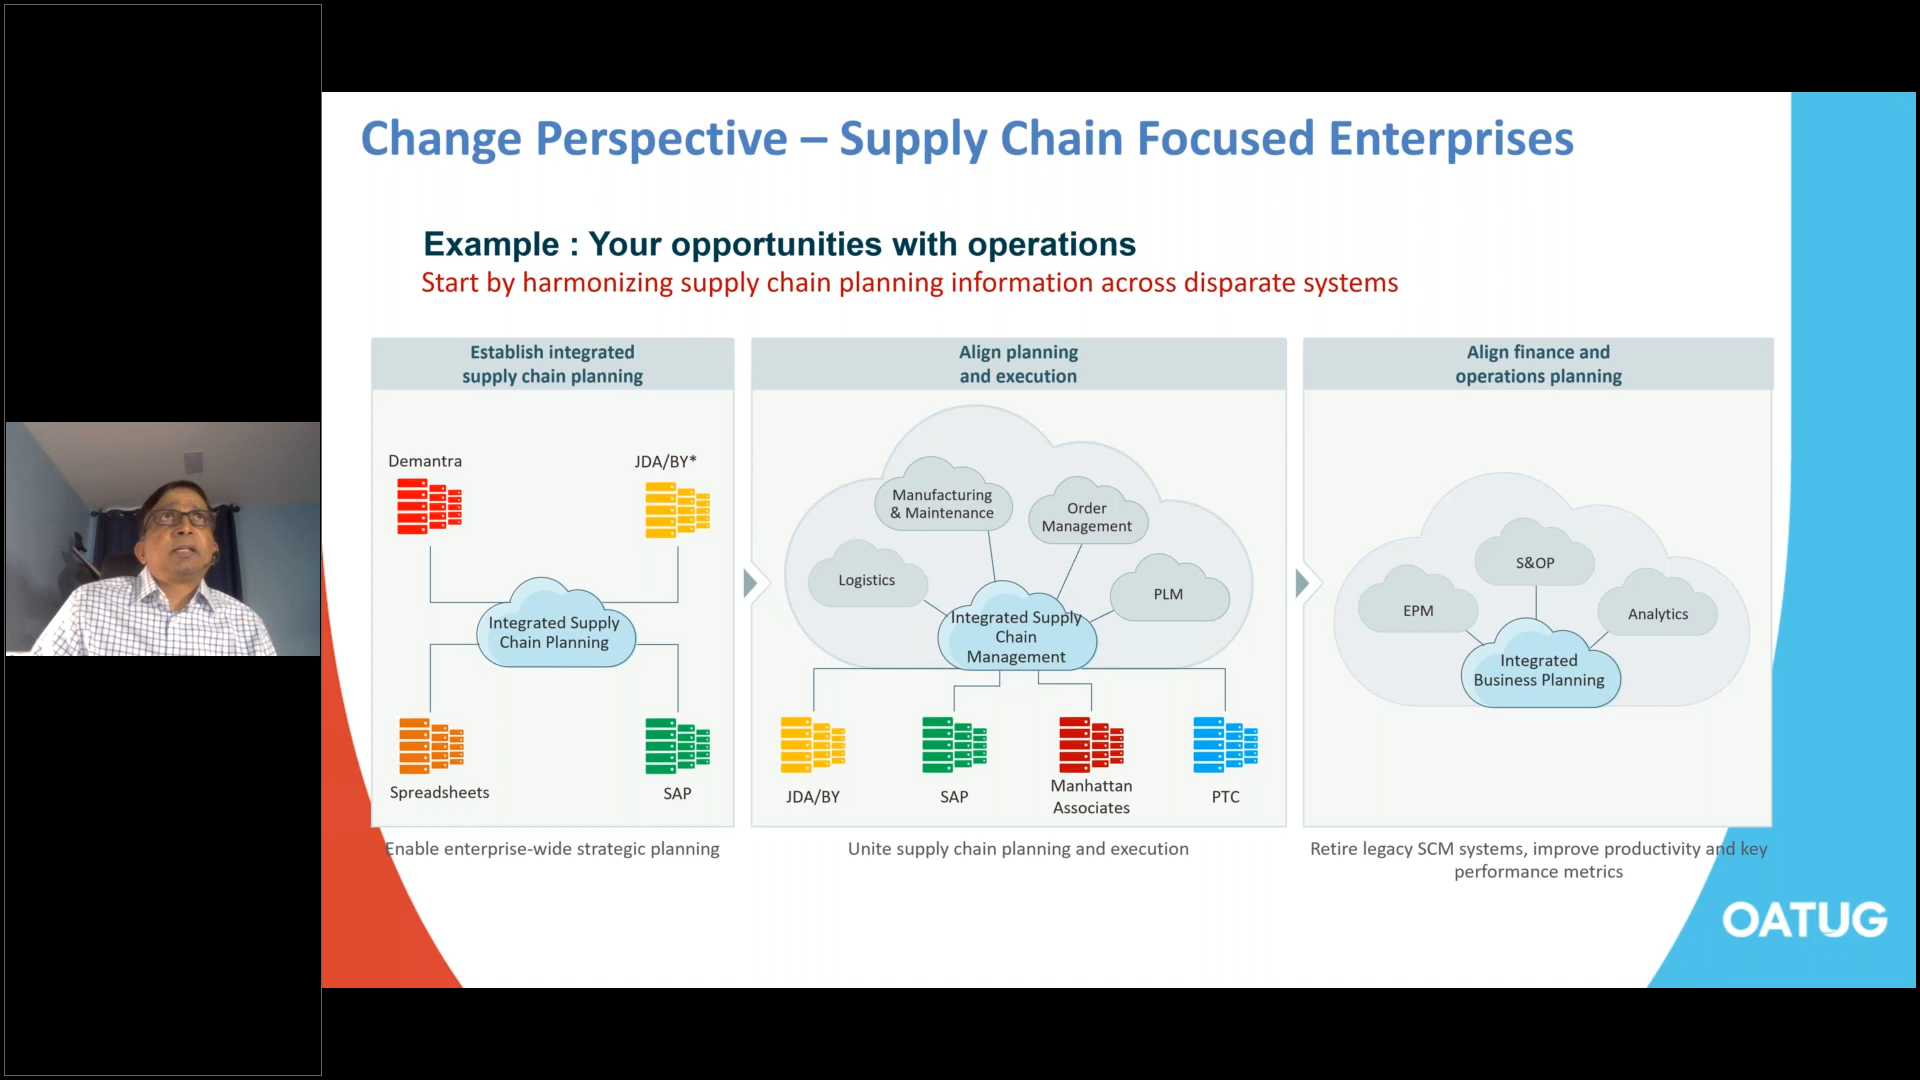 Change Perspective – Supply Chain Focused Enterprises
Example : Your opportunities with operations
Start by harmonizing supply chain planning information across disparate systems
Establish integrated
supply chain planning
Demantra
JDA/BY*
Integrated Supply
Chain Planning
Spreadsheets
SAP
Enable enterprise-wide strategic planning
Align planning
and execution
Manufacturing
& Maintenance
Order
Management
Logistics
PLM
Integrated Supply
Chain
Management
JDA/BY
SAP
Manhattan
Associates
PTC
Unite supply chain planning and execution
Align finance and
operations planning
S&OP
EPM
Analytics
Integrated
Business Planning
Retire legacy SCM systems, improve productivity and key
performance metrics
OATUG